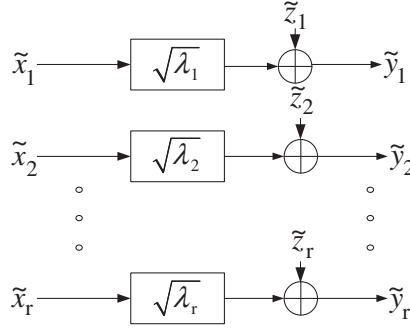 z̃₁
x̃₁ √λ₁ ỹ₁
z̃₂
x̃₂ √λ₂ ỹ₂
z̃ᵣ
x̃ᵣ √λᵣ ỹᵣ